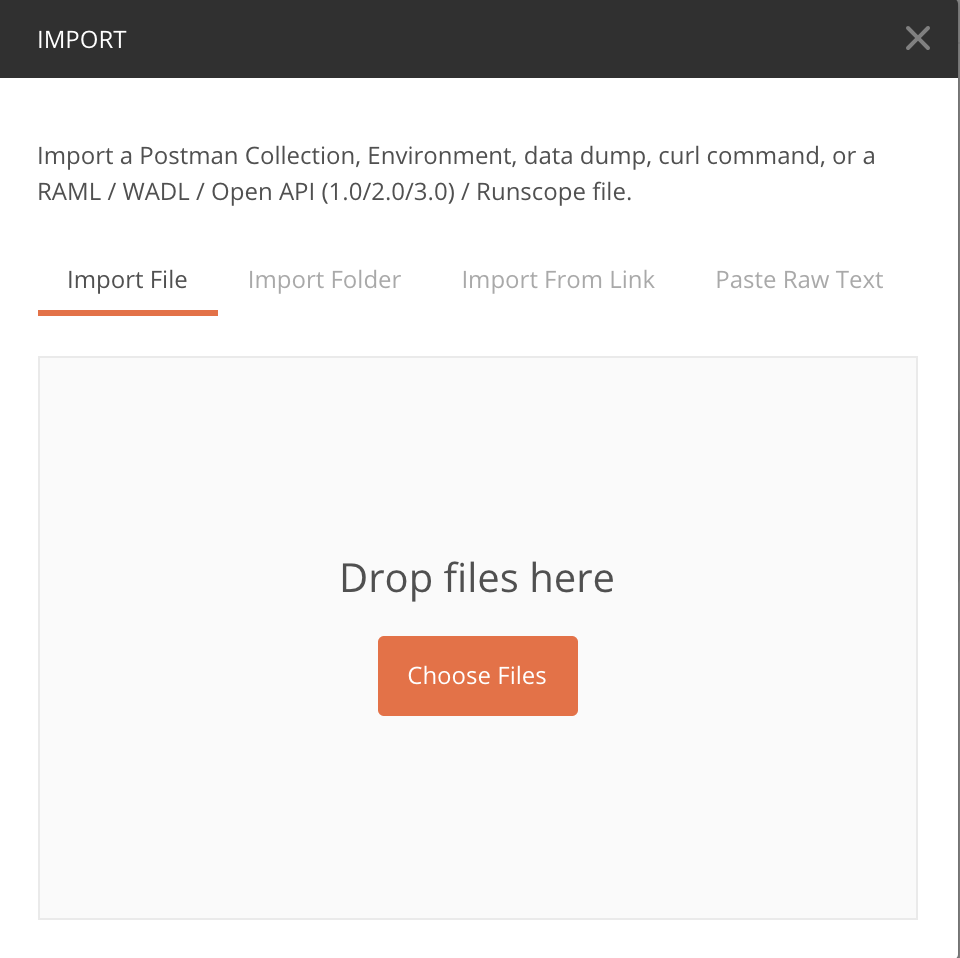 IMPORT
Import a Postman Collection, Environment, data dump, curl command, or a
RAML / WADL / Open API (1.0/2.0/3.0) / Runscope file.
Import File Import Folder Import From Link Paste Raw Text
Drop files here
Choose Files